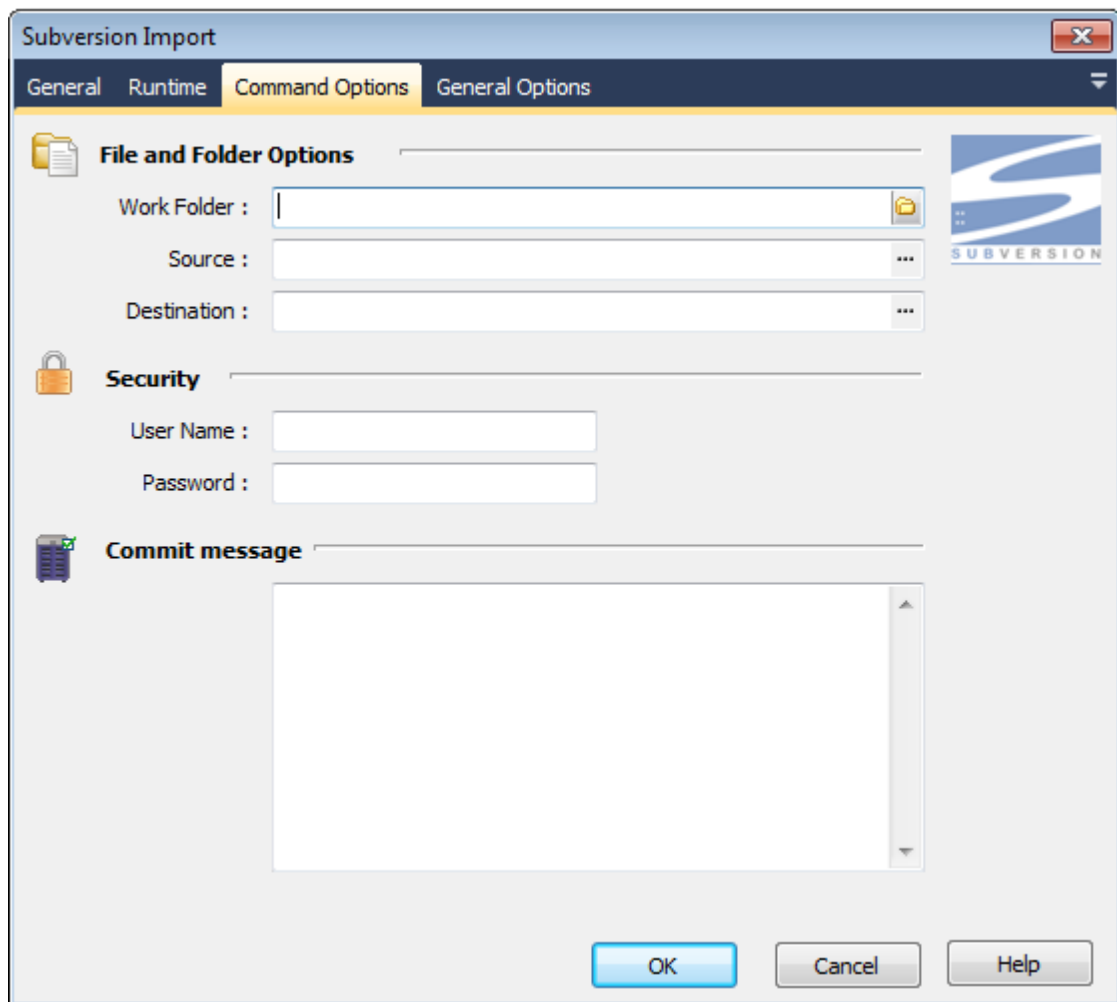 Subversion Import
General Runtime Command Options General Options
File and Folder Options
Work Folder :
Source :
Destination :
SUBVERSION
Security
User Name :
Password :
Commit message
OK Cancel Help